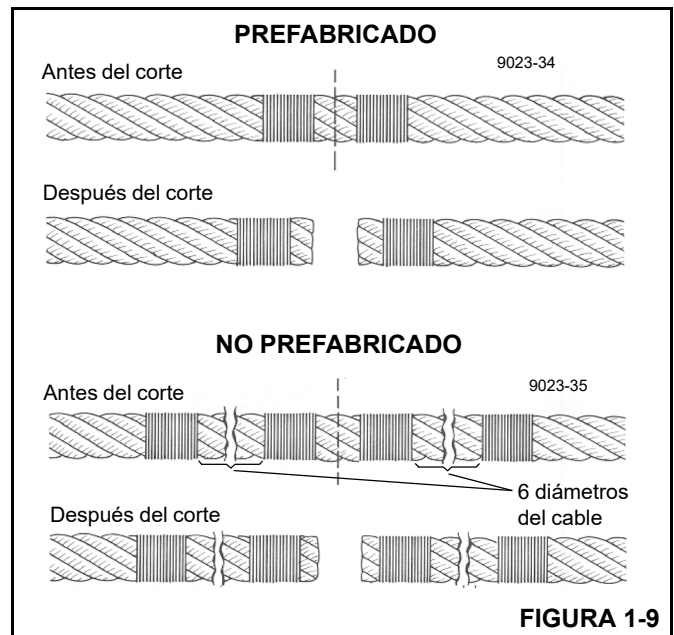 PREFABRICADO
Antes del corte
9023-34
Después del corte
NO PREFABRICADO
Antes del corte
9023-35
6 diámetros
del cable
Después del corte
FIGURA 1-9